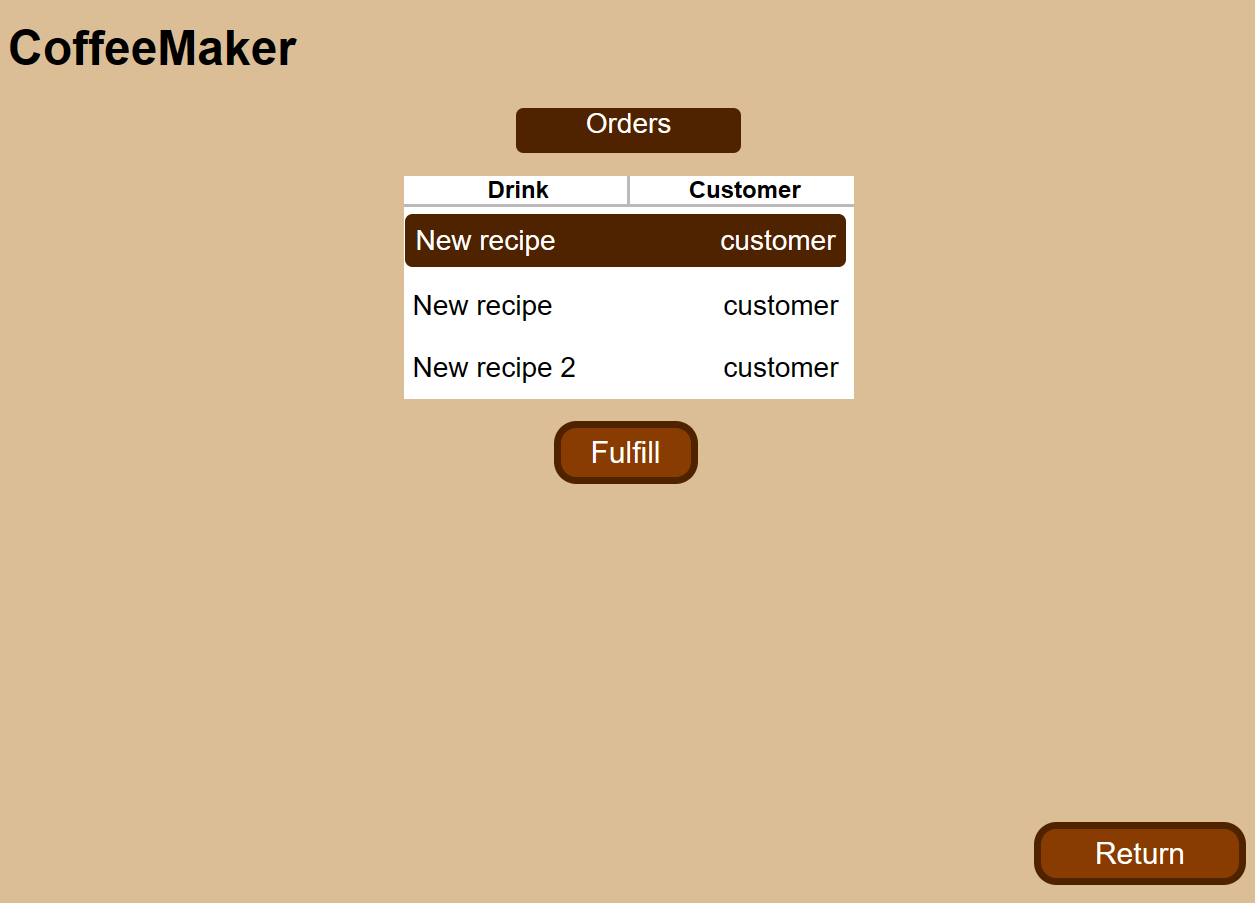 CoffeeMaker
Orders
Drink Customer
New recipe customer
New recipe customer
New recipe 2 customer
Fulfill
Return